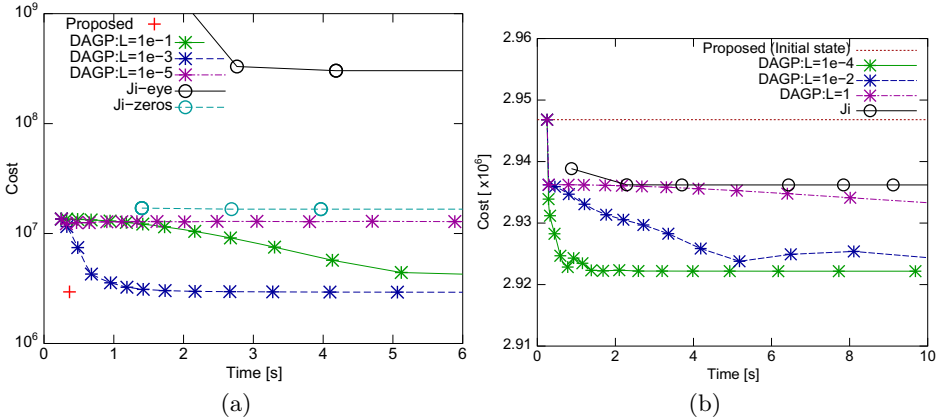 10^9
Proposed
DAGP:L=1e-1
DAGP:L=1e-3
DAGP:L=1e-5
Ji-eye
Ji-zeros
10^8
Cost
10^7
10^6
0 1 2 3 4 5 6
Time [s]
(a)
2.96
Proposed (Initial state)
DAGP:L=1e-4
DAGP:L=1e-2
DAGP:L=1
Ji
2.95
2.94
Cost [ x10^6]
2.93
2.92
2.91
0 2 4 6 8 10
Time [s]
(b)